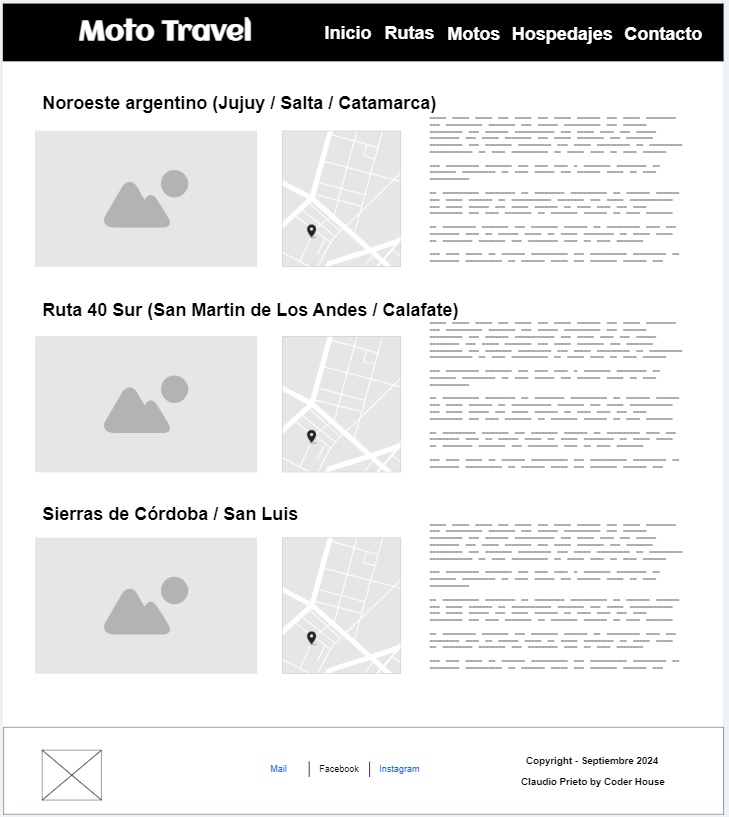 Moto Travel
Inicio Rutas Motos Hospedajes Contacto
Noroeste argentino (Jujuy / Salta / Catamarca)
Ruta 40 Sur (San Martin de Los Andes / Calafate)
Sierras de Córdoba / San Luis
Mail | Facebook | Instagram
Copyright - Septiembre 2024
Claudio Prieto by Coder House